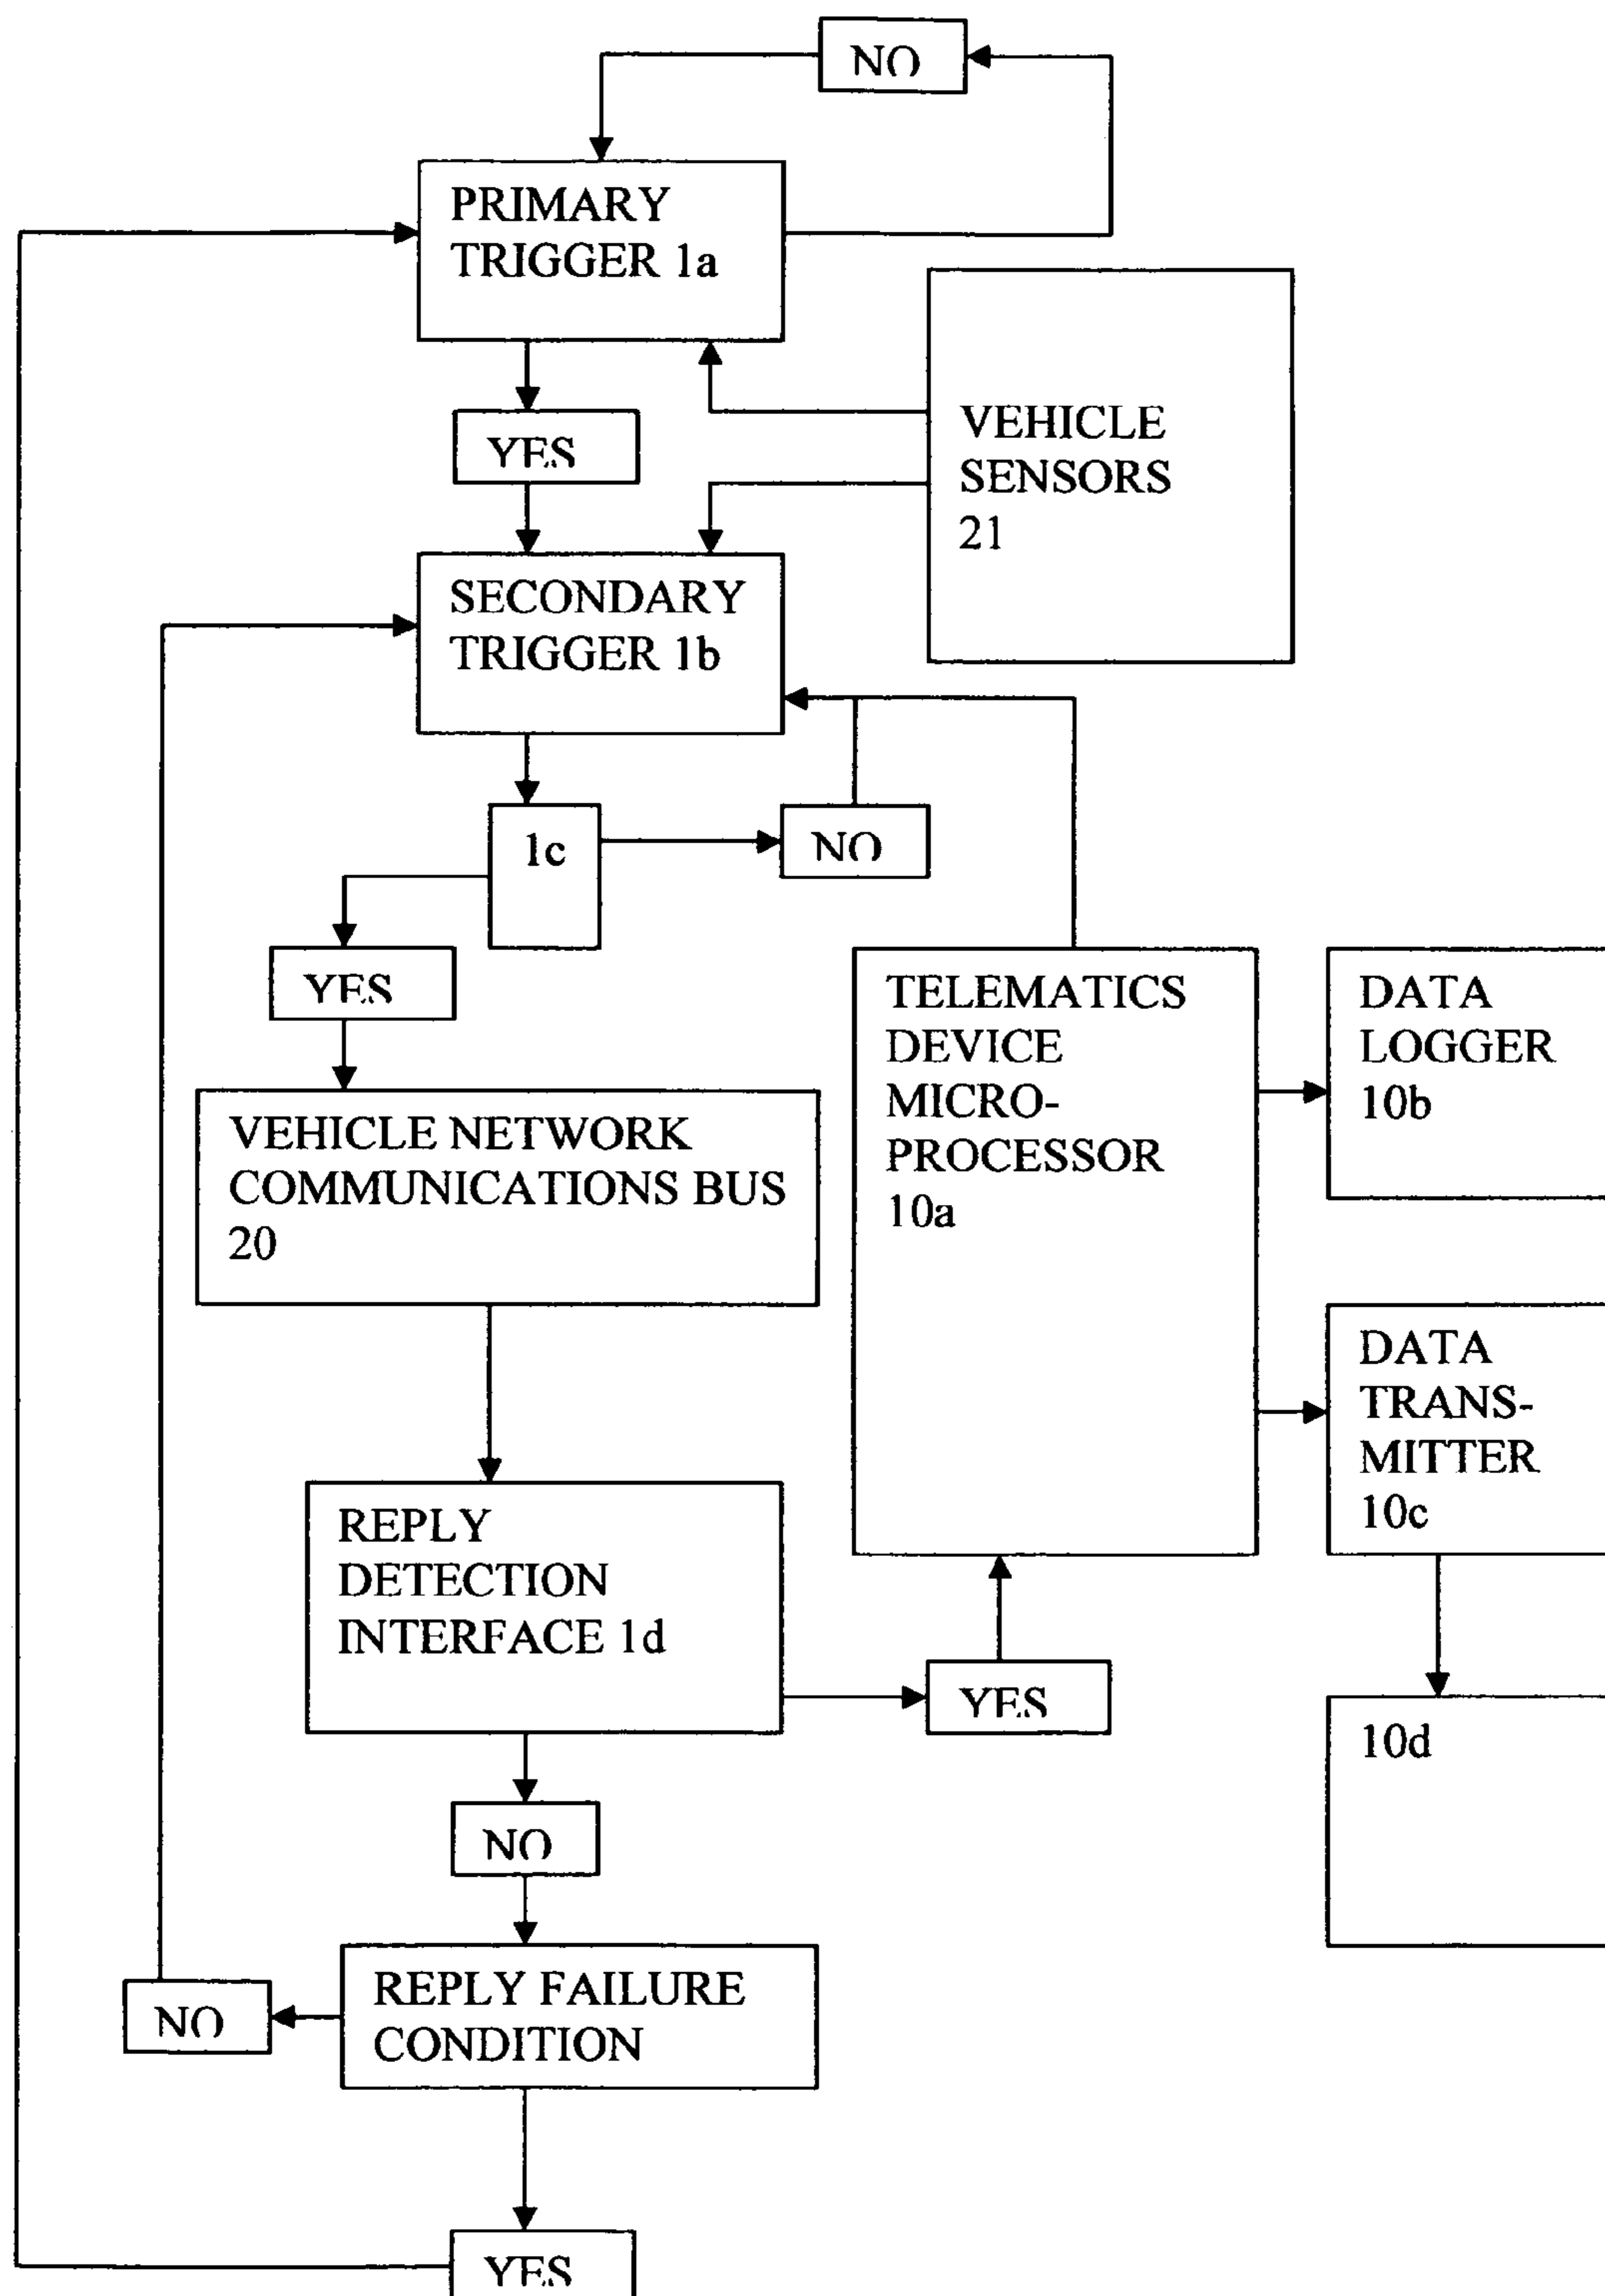 NO
PRIMARY
TRIGGER 1a
YES
VEHICLE
SENSORS
21
SECONDARY
TRIGGER 1b
1c
NO
YES
TELEMATICS
DEVICE
MICRO-
PROCESSOR
10a
DATA
LOGGER
10b
VEHICLE NETWORK
COMMUNICATIONS BUS
20
DATA
TRANS-
MITTER
10c
REPLY
DETECTION
INTERFACE 1d
YES
10d
NO
REPLY FAILURE
CONDITION
NO
YES